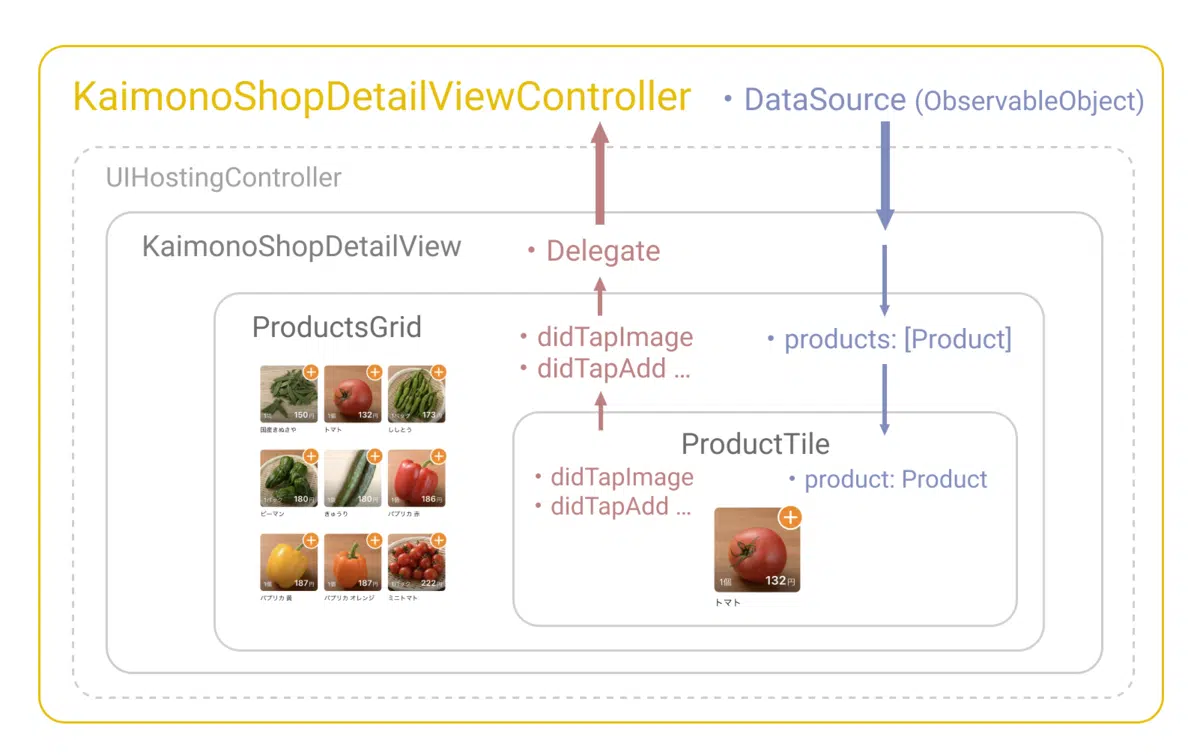 KaimonoShopDetailViewController
• DataSource (ObservableObject)
UIHostingController
KaimonoShopDetailView
• Delegate
ProductsGrid
• didTapImage
• didTapAdd ...
• products: [Product]
150円
国産きぬさや
1個 132円
トマト
1パック 173円
ししとう
1パック 180円
ピーマン
1個 180円
きゅうり
1個 186円
パプリカ 赤
1個 187円
パプリカ 黄
1個 187円
パプリカ オレンジ
1パック 222円
ミニトマト
ProductTile
• didTapImage
• didTapAdd ...
• product: Product
1個 132円
トマト